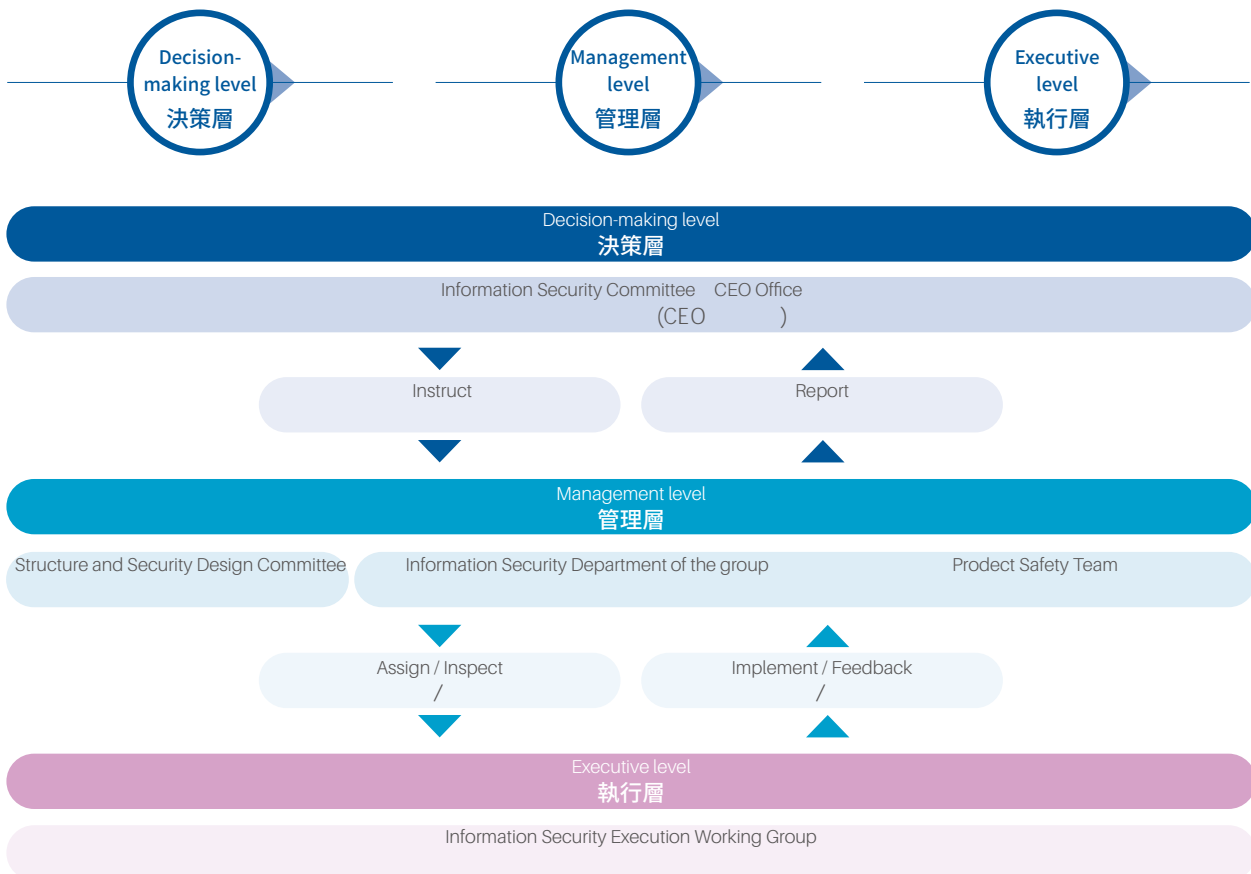 Decision-
making level
決策層
Management
level
管理層
Executive
level
執行層
Decision-making level
決策層
Information Security Committee CEO Office
(CEO )
Instruct
Report
Management level
管理層
Structure and Security Design Committee
Information Security Department of the group
Prodect Safety Team
Assign / Inspect
/
Implement / Feedback
/
Executive level
執行層
Information Security Execution Working Group